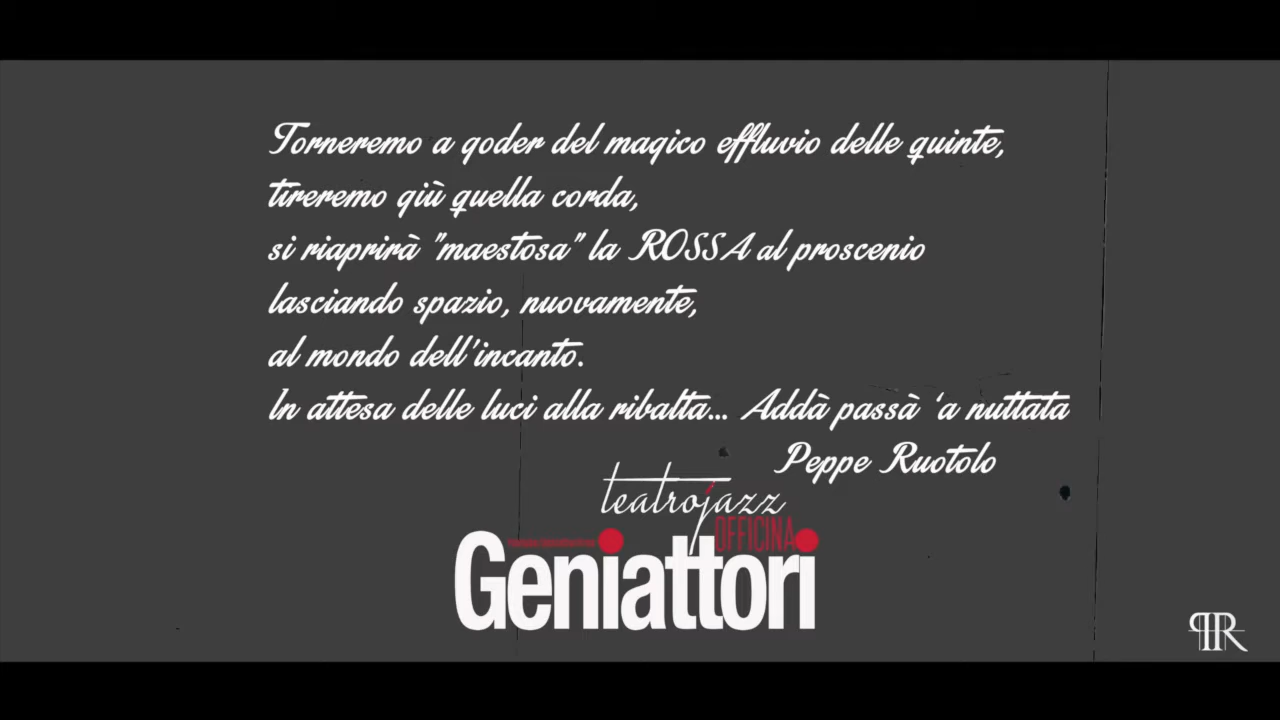 Torneremo a goder del magico effluvio delle quinte,
tireremo giù quella corda,
si riaprirà "maestosa" la ROSSA al proscenio
lasciando spazio, nuovamente,
al mondo dell'incanto.
In attesa delle luci alla ribalta... Addà passà ‘a nuttata
Peppe Ruotolo
teatrojazz
OFFICINA
Geniattori
PR